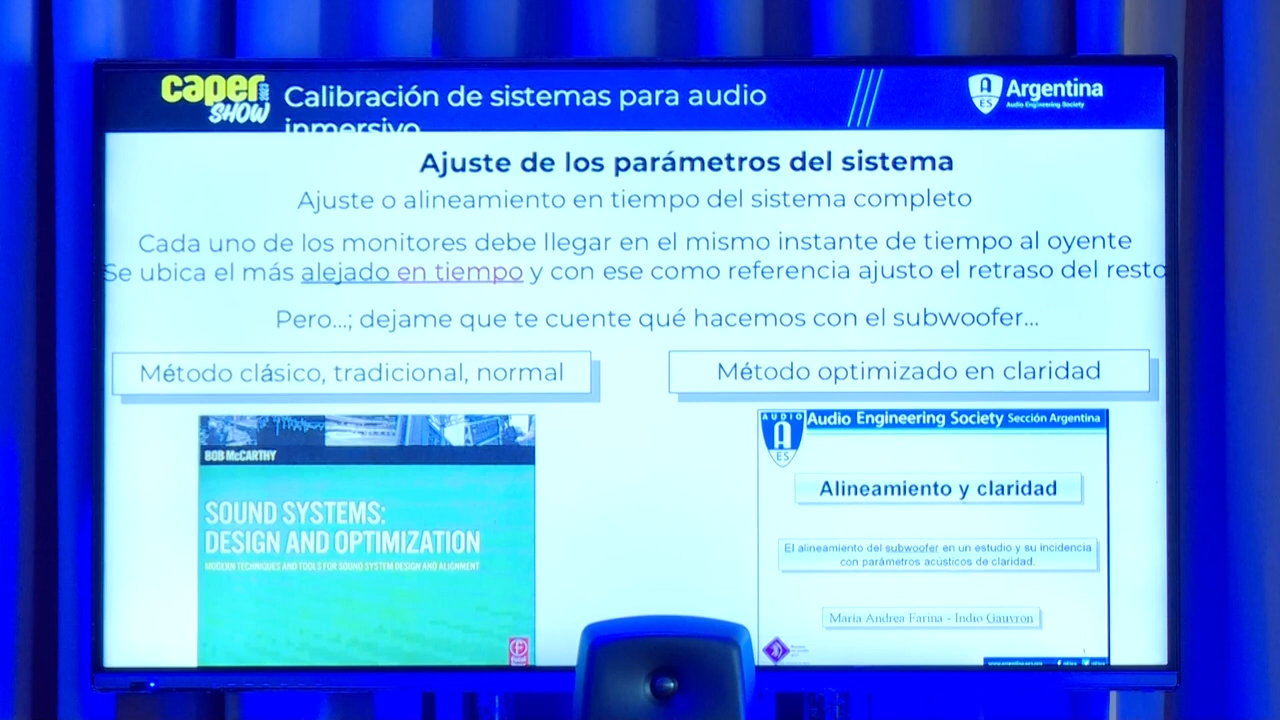 caper
SHOW
Calibración de sistemas para audio
inmersivo
A
ES
Argentina
Audio Engineering Society
Ajuste de los parámetros del sistema
Ajuste o alineamiento en tiempo del sistema completo
Cada uno de los monitores debe llegar en el mismo instante de tiempo al oyente
Se ubica el más alejado en tiempo y con ese como referencia ajusto el retraso del resto
Pero...; dejame que te cuente qué hacemos con el subwoofer...
Método clásico, tradicional, normal
Método optimizado en claridad
BOB McCARTHY
SOUND SYSTEMS:
DESIGN AND OPTIMIZATION
MODERN TECHNIQUES AND TOOLS FOR SOUND SYSTEM DESIGN AND ALIGNMENT
AUDIO
A
ES
Audio Engineering Society Sección Argentina
Alineamiento y claridad
El alineamiento del subwoofer en un estudio y su incidencia
con parámetros acústicos de claridad.
María Andrea Farina - Indio Gauvron
1